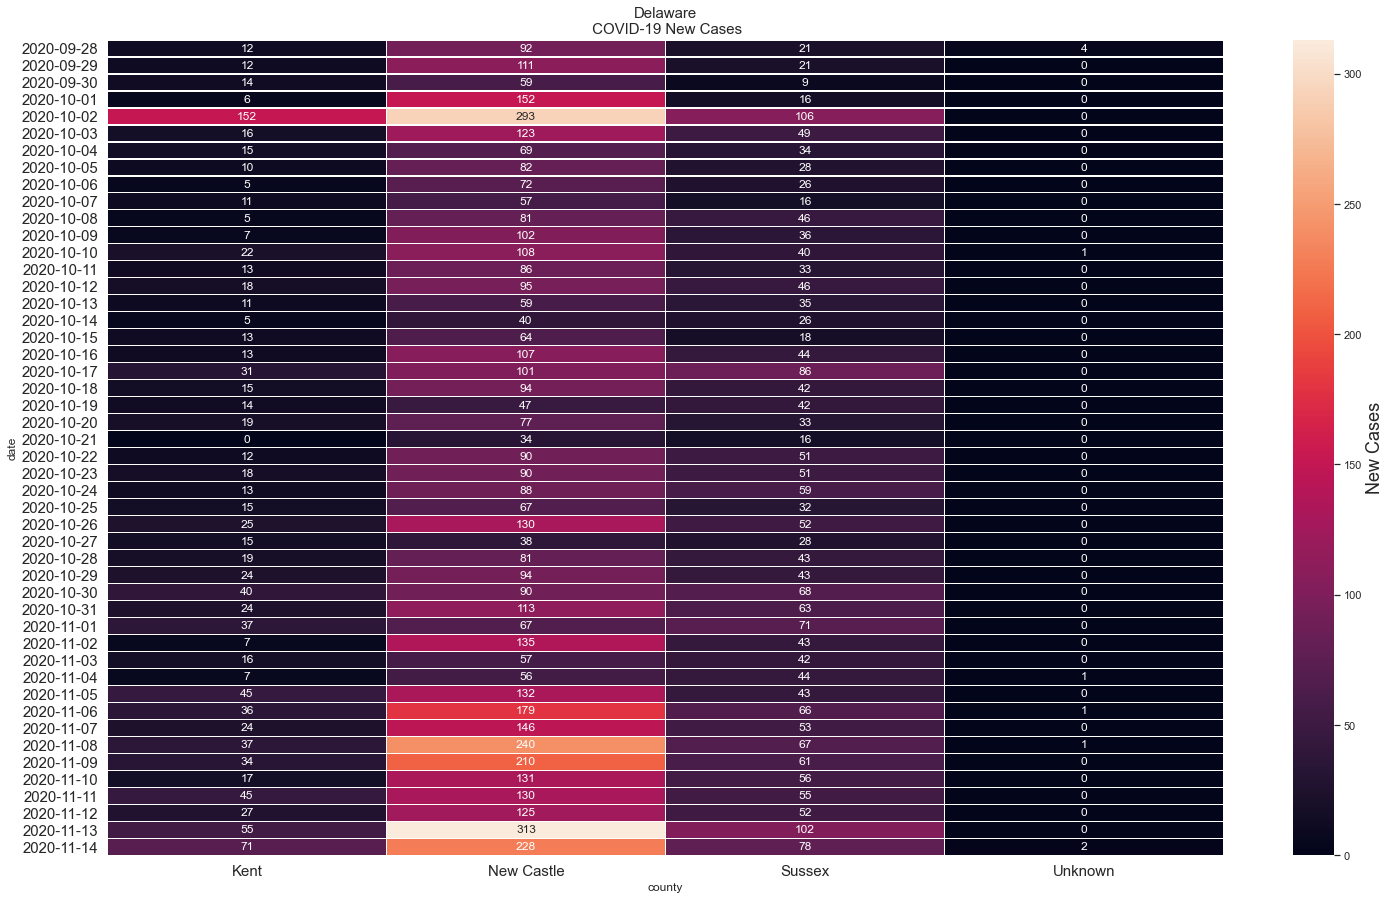 Delaware
COVID-19 New Cases
2020-09-28 12 92 21 4
2020-09-29 12 111 21 0
2020-09-30 14 59 9 0
2020-10-01 6 152 16 0
2020-10-02 152 293 106 0
2020-10-03 16 123 49 0
2020-10-04 15 69 34 0
2020-10-05 10 82 28 0
2020-10-06 5 72 26 0
2020-10-07 11 57 16 0
2020-10-08 5 81 46 0
2020-10-09 7 102 36 0
2020-10-10 22 108 40 1
2020-10-11 13 86 33 0
2020-10-12 18 95 46 0
2020-10-13 11 59 35 0
2020-10-14 5 40 26 0
2020-10-15 13 64 18 0
2020-10-16 13 107 44 0
2020-10-17 31 101 86 0
2020-10-18 15 94 42 0
2020-10-19 14 47 42 0
2020-10-20 19 77 33 0
2020-10-21 0 34 16 0
2020-10-22 12 90 51 0
2020-10-23 18 90 51 0
2020-10-24 13 88 59 0
2020-10-25 15 67 32 0
2020-10-26 25 130 52 0
2020-10-27 15 38 28 0
2020-10-28 19 81 43 0
2020-10-29 24 94 43 0
2020-10-30 40 90 68 0
2020-10-31 24 113 63 0
2020-11-01 37 67 71 0
2020-11-02 7 135 43 0
2020-11-03 16 57 42 0
2020-11-04 7 56 44 1
2020-11-05 45 132 43 0
2020-11-06 36 179 66 1
2020-11-07 24 146 53 0
2020-11-08 37 240 67 1
2020-11-09 34 210 61 0
2020-11-10 17 131 56 0
2020-11-11 45 130 55 0
2020-11-12 27 125 52 0
2020-11-13 55 313 102 0
2020-11-14 71 228 78 2
Kent New Castle Sussex Unknown
county
date
300
250
200
150
100
50
0
New Cases